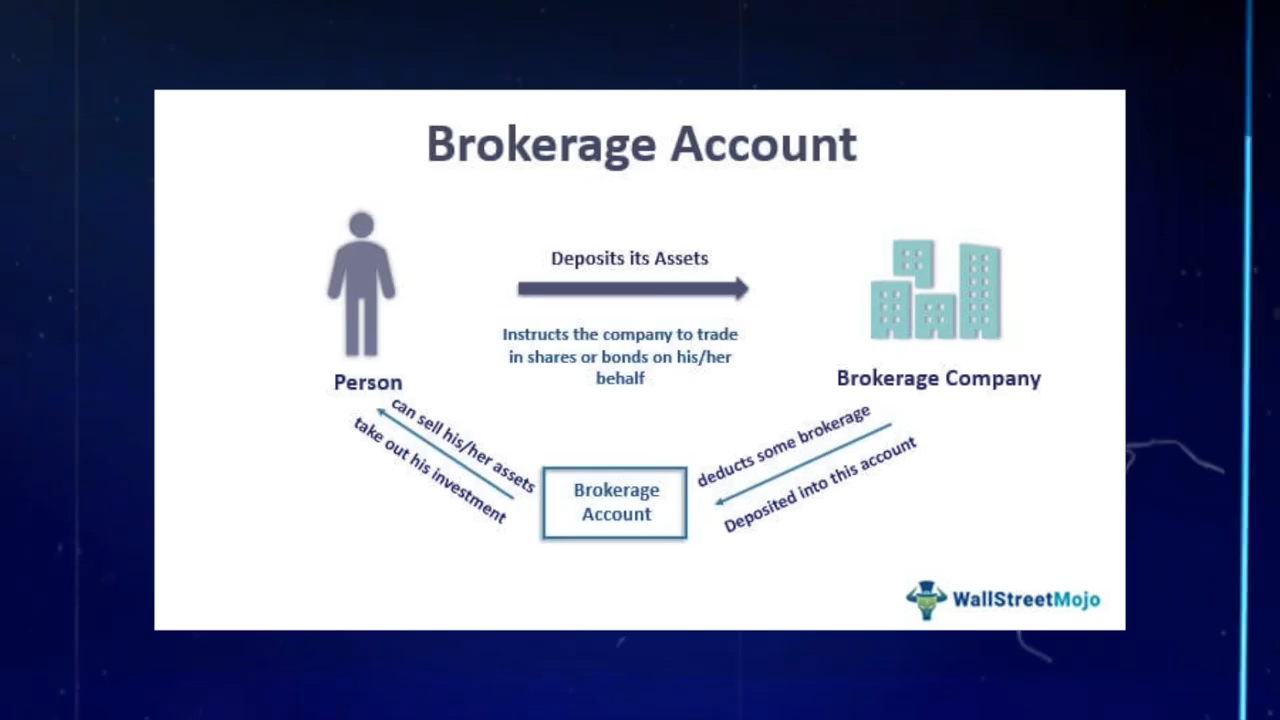 Brokerage Account
Deposits its Assets
Instructs the company to trade
in shares or bonds on his/her
behalf
Person
Brokerage Company
can sell his/her assets
take out his investment
Brokerage
Account
deducts some brokerage
Deposited into this account
WallStreetMojo